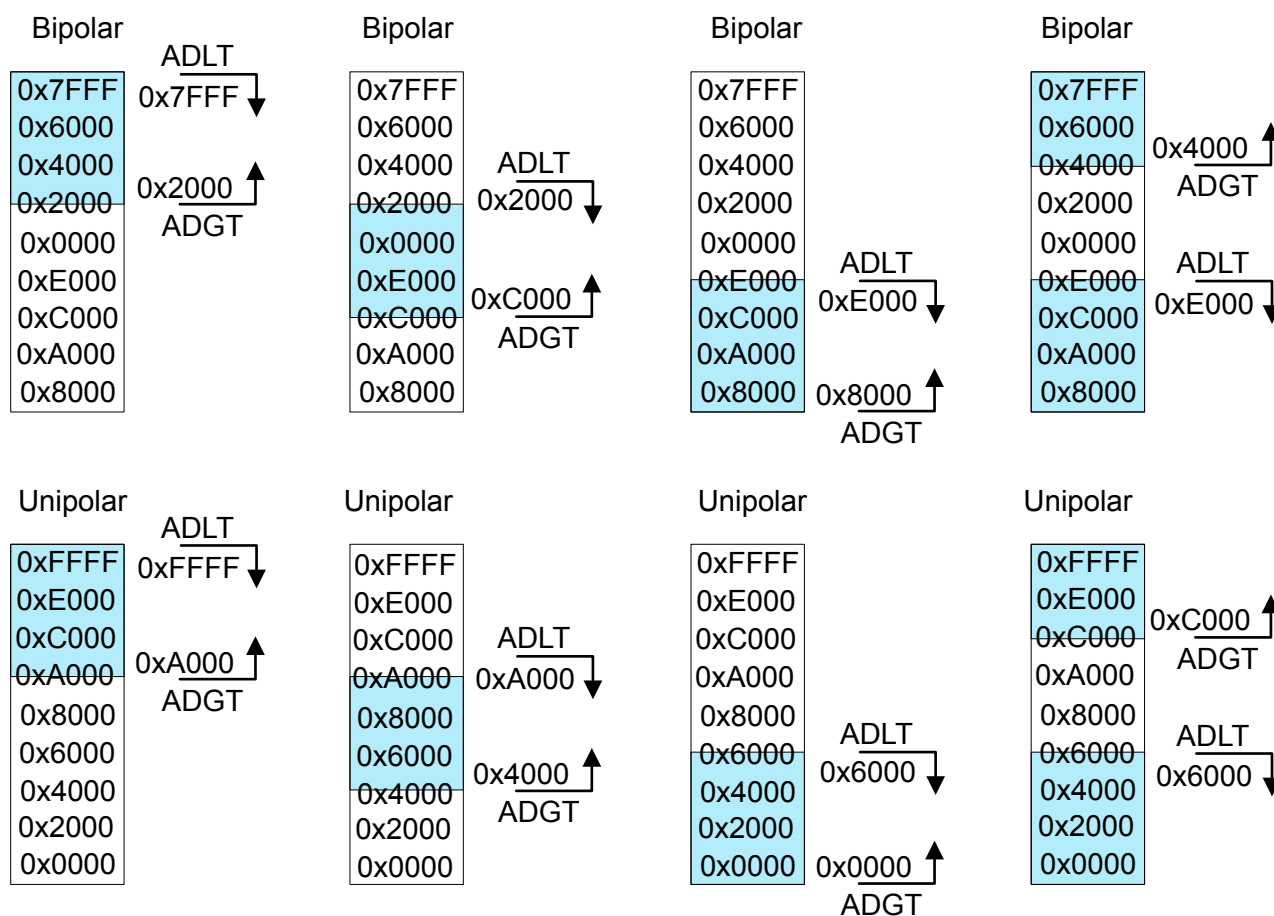 Bipolar
ADLT
0x7FFF
0x7FFF
0x6000
0x4000
0x2000
0x2000
ADGT
0x0000
0xE000
0xC000
0xA000
0x8000
Bipolar
0x7FFF
0x6000
0x4000
ADLT
0x2000
0x2000
0x0000
0xE000
0xC000
0xC000
ADGT
0xA000
0x8000
Bipolar
0x7FFF
0x6000
0x4000
0x2000
0x0000
ADLT
0xE000
0xE000
0xC000
0xA000
0x8000
0x8000
ADGT
Bipolar
0x7FFF
0x6000
0x4000
0x4000
ADGT
0x2000
0x0000
ADLT
0xE000
0xE000
0xC000
0xA000
0x8000
Unipolar
ADLT
0xFFFF
0xFFFF
0xE000
0xC000
0xA000
0xA000
ADGT
0x8000
0x6000
0x4000
0x2000
0x0000
Unipolar
0xFFFF
0xE000
0xC000
ADLT
0xA000
0xA000
0x8000
0x6000
0x4000
0x4000
ADGT
0x2000
0x0000
Unipolar
0xFFFF
0xE000
0xC000
0xA000
0x8000
ADLT
0x6000
0x6000
0x4000
0x2000
0x0000
0x0000
ADGT
Unipolar
0xFFFF
0xE000
0xC000
0xC000
ADGT
0xA000
0x8000
ADLT
0x6000
0x6000
0x4000
0x2000
0x0000